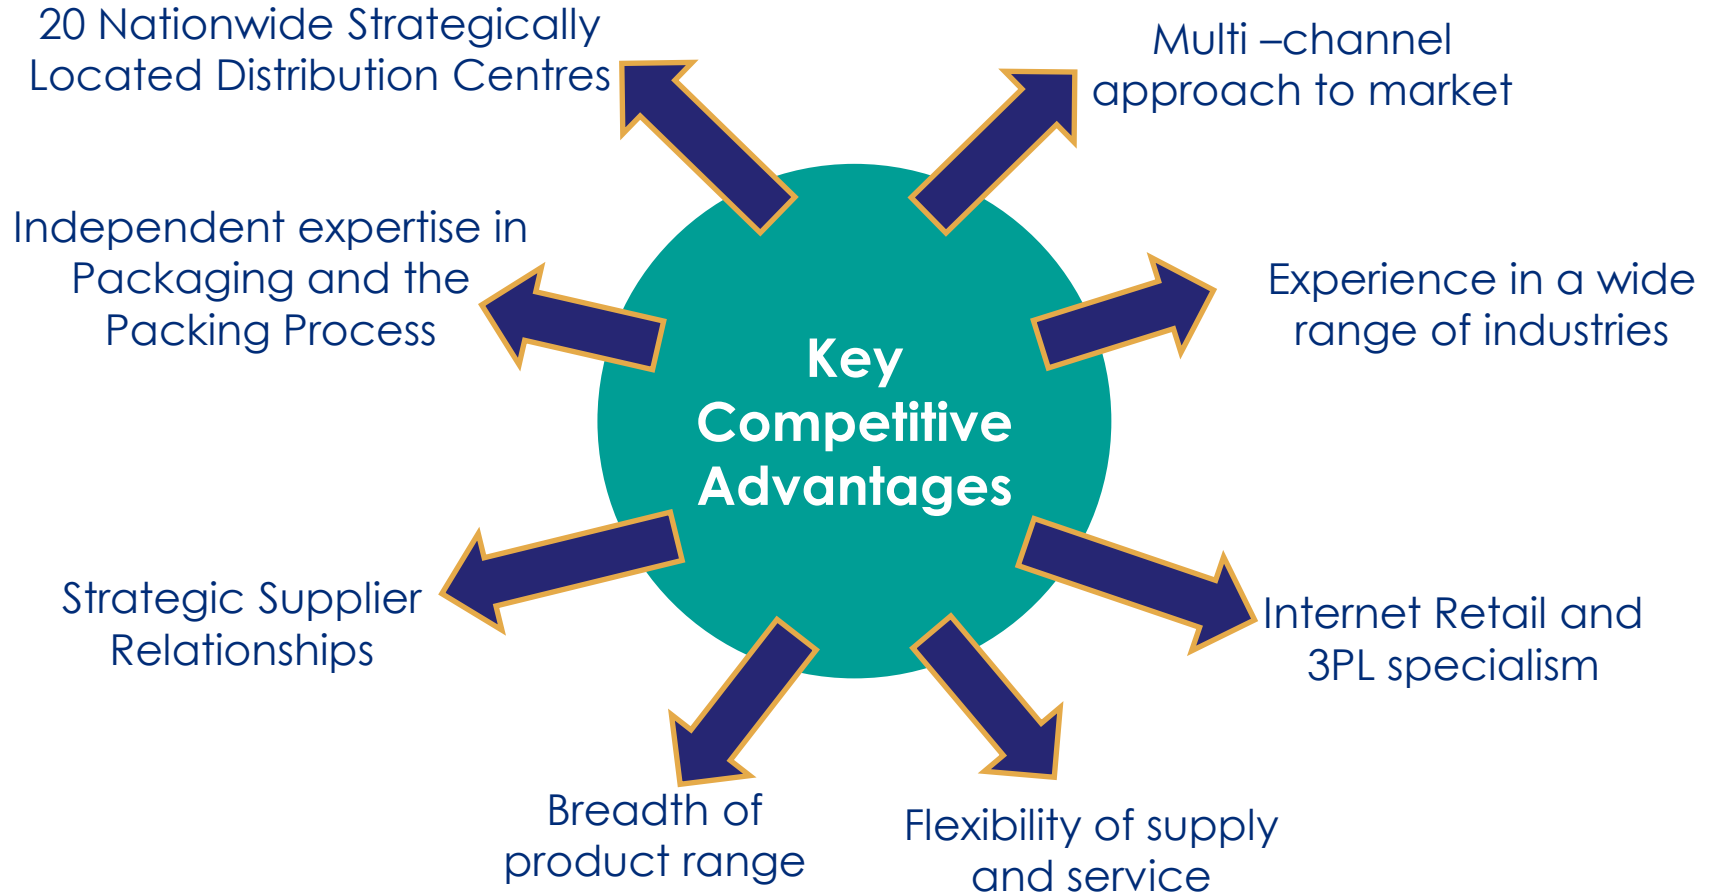 20 Nationwide Strategically
Located Distribution Centres
Multi –channel
approach to market
Independent expertise in
Packaging and the
Packing Process
Experience in a wide
range of industries
Key
Competitive
Advantages
Strategic Supplier
Relationships
Internet Retail and
3PL specialism
Breadth of
product range
Flexibility of supply
and service